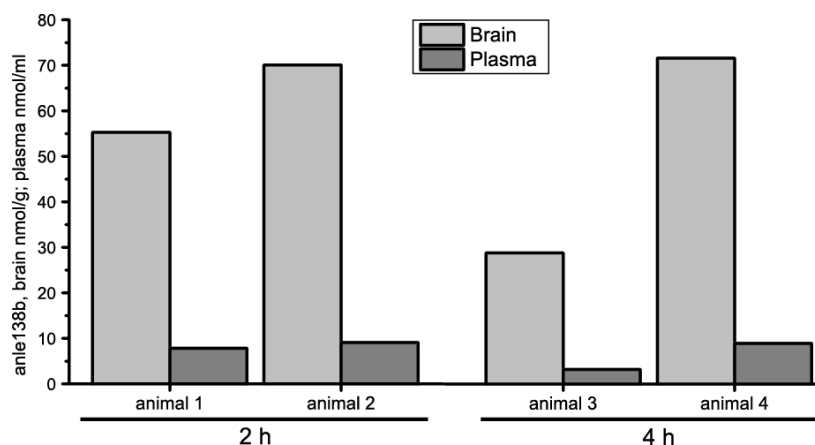 anle138b, brain nmol/g; plasma nmol/ml
80
70
60
50
40
30
20
10
0
Brain
Plasma
animal 1
animal 2
animal 3
animal 4
2 h
4 h